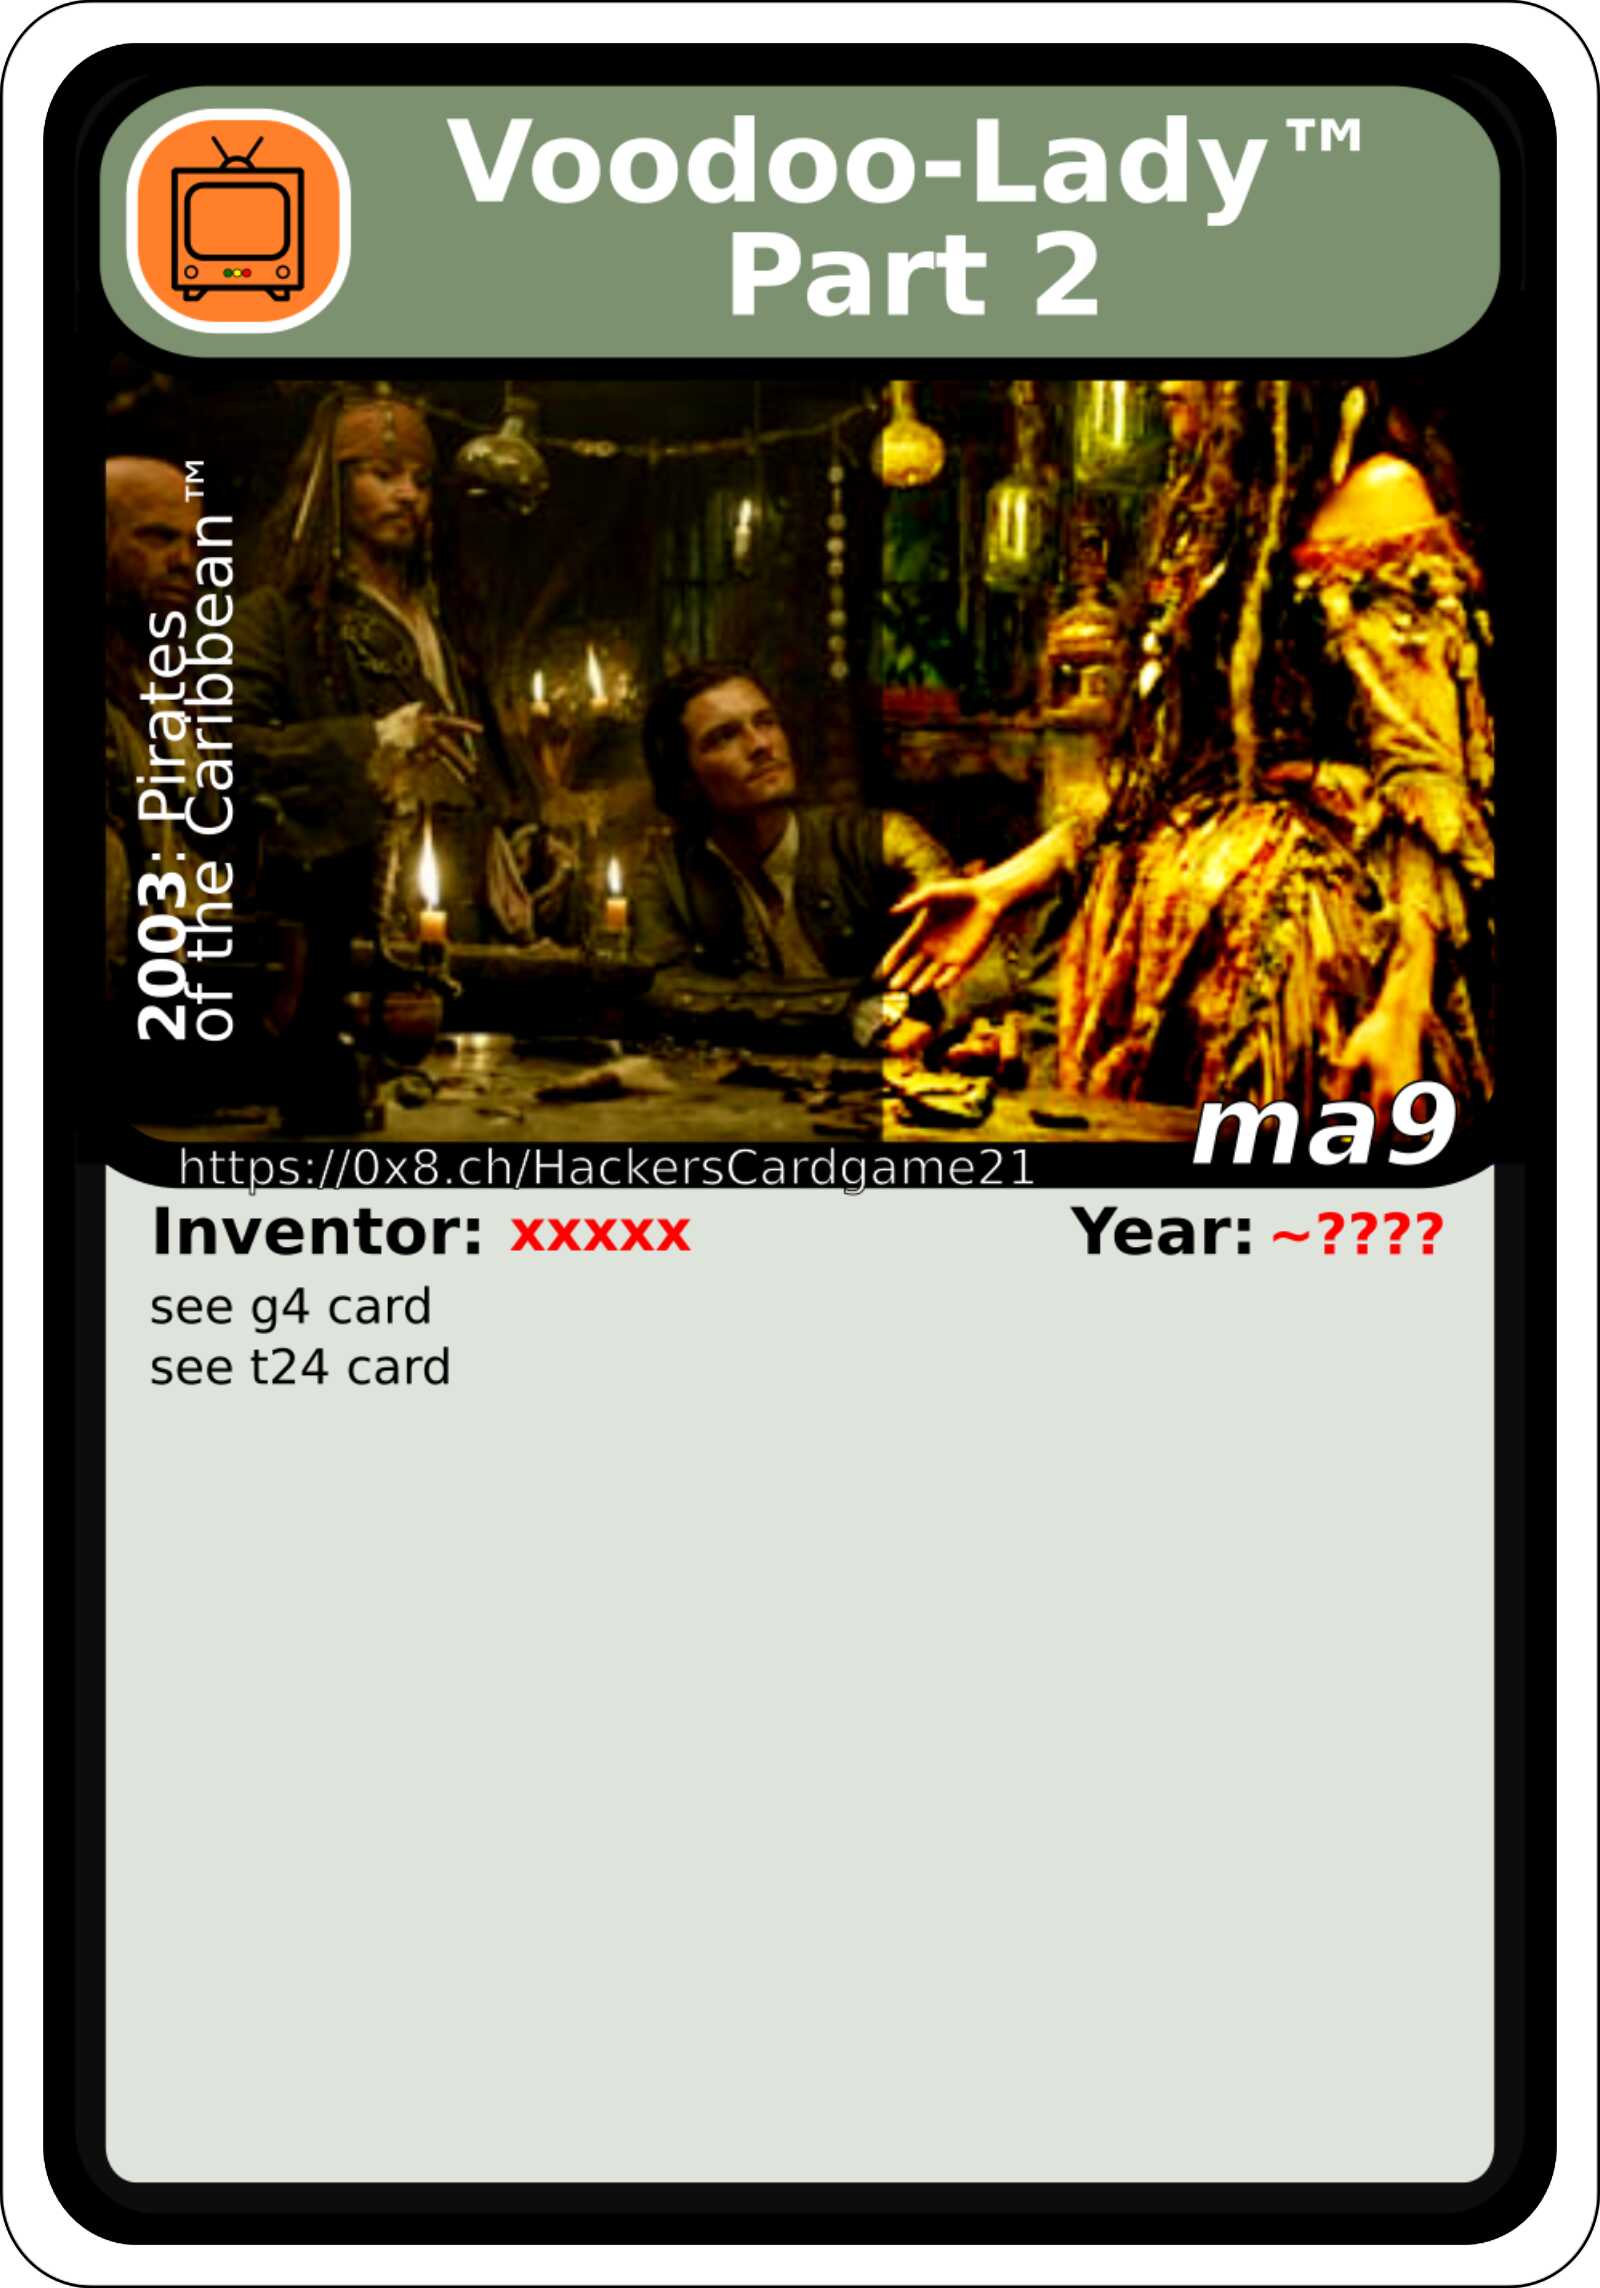 Voodoo-Lady™
Part 2
2003: Pirates
of the Caribbean™
ma9
https://0x8.ch/HackersCardgame21
Inventor: xxxxx
Year: ~????
see g4 card
see t24 card